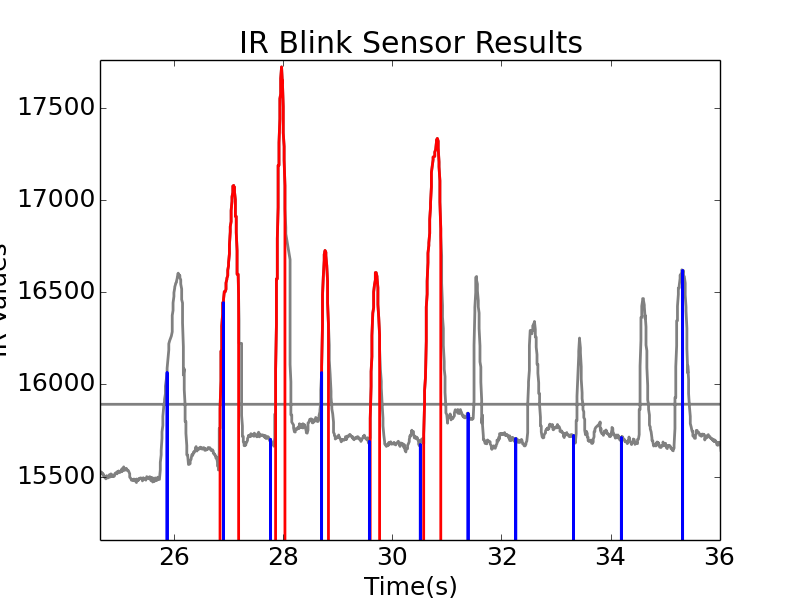 IR Blink Sensor Results
17500
17000
16500
16000
15500
IR Values
26 28 30 32 34 36
Time(s)